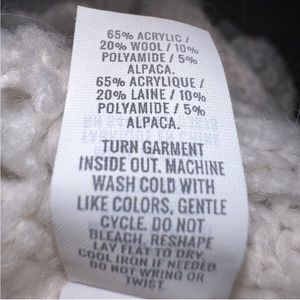 65% ACRYLIC /
20% WOOL / 10%
POLYAMIDE / 5%
ALPACA.
65% ACRYLIQUE /
20% LAINE / 10%
POLYAMIDE / 5%
ALPACA.
TURN GARMENT
INSIDE OUT. MACHINE
WASH COLD WITH
LIKE COLORS, GENTLE
CYCLE. DO NOT
BLEACH, RESHAPE
LAY FLAT TO DRY,
COOL IRON IF NEEDED.
DO NOT WRING OR
TWIST.